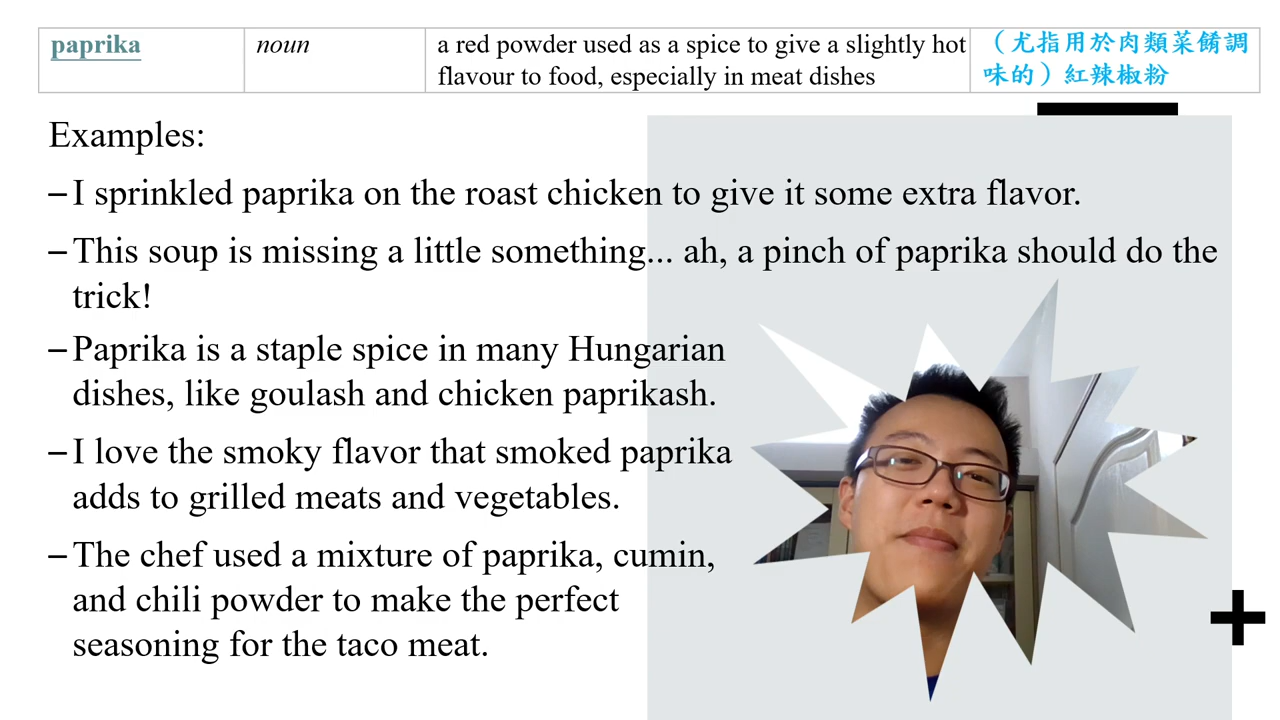 paprika
noun
a red powder used as a spice to give a slightly hot
flavour to food, especially in meat dishes
（尤指用於肉類菜餚調
味的）紅辣椒粉
Examples:
–I sprinkled paprika on the roast chicken to give it some extra flavor.
–This soup is missing a little something... ah, a pinch of paprika should do the
trick!
–Paprika is a staple spice in many Hungarian
dishes, like goulash and chicken paprikash.
–I love the smoky flavor that smoked paprika
adds to grilled meats and vegetables.
–The chef used a mixture of paprika, cumin,
and chili powder to make the perfect
seasoning for the taco meat.